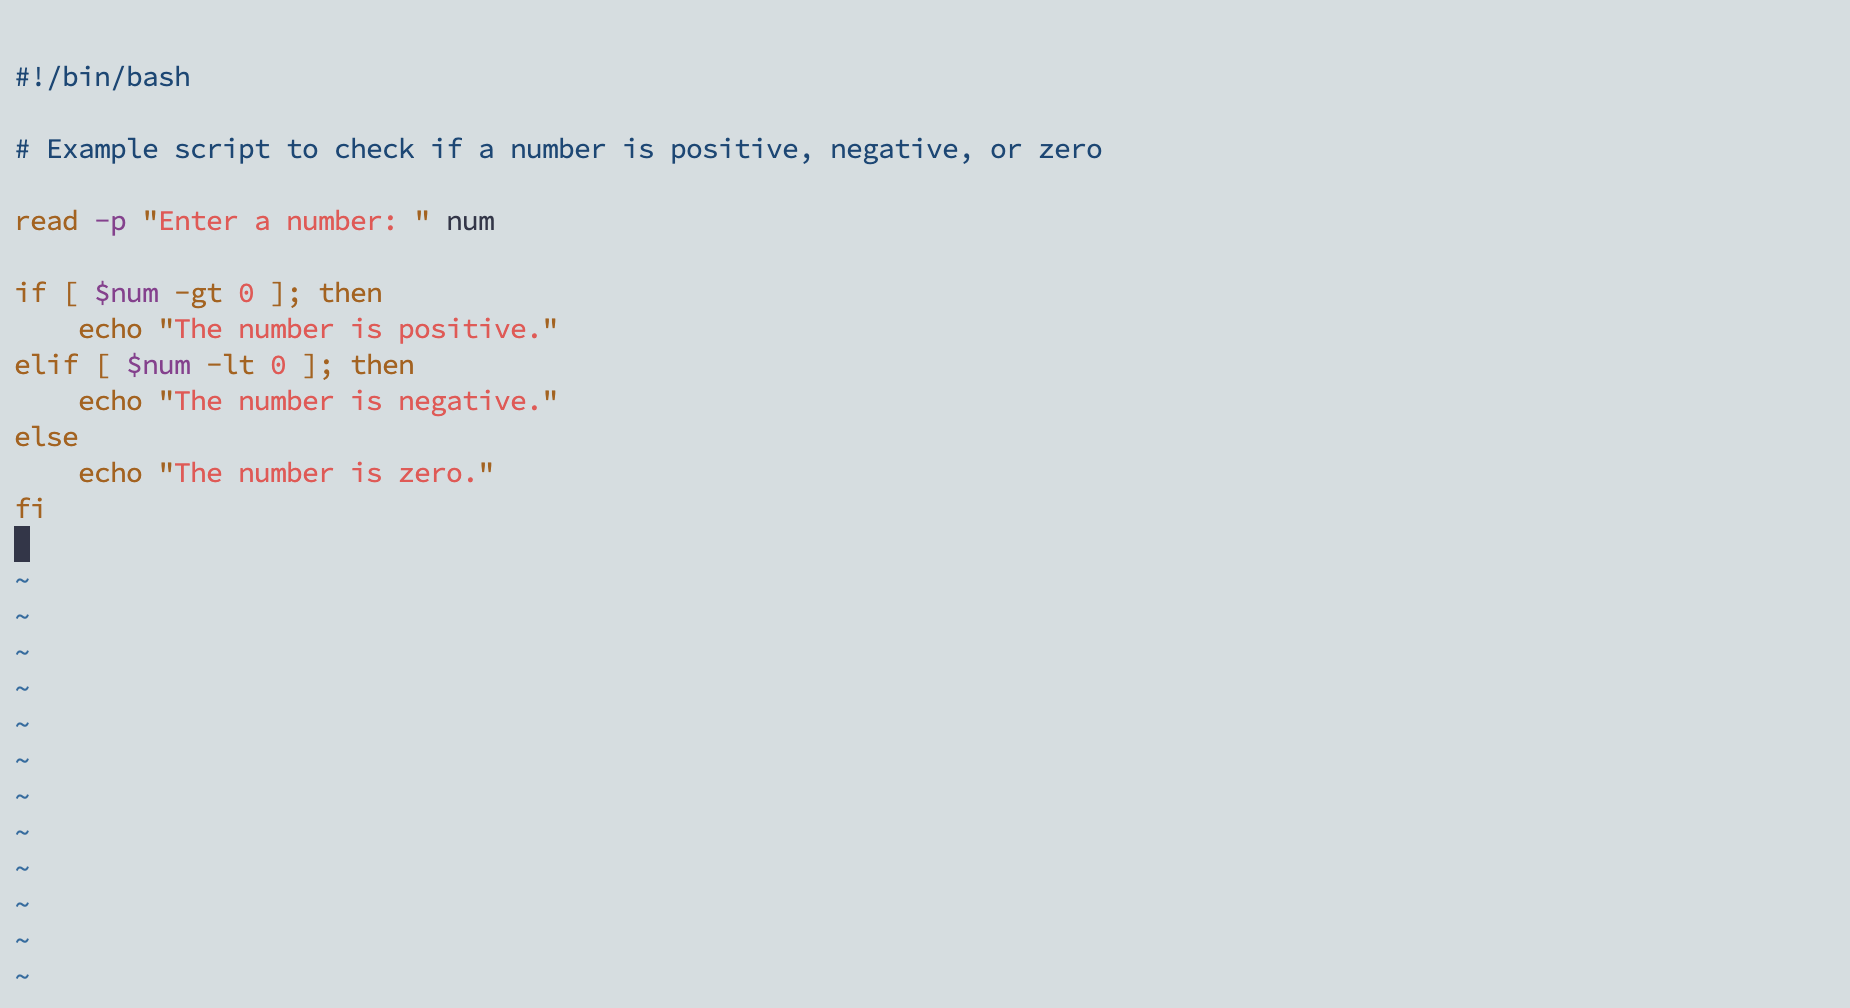 #!/bin/bash

# Example script to check if a number is positive, negative, or zero

read -p "Enter a number: " num

if [ $num -gt 0 ]; then
    echo "The number is positive."
elif [ $num -lt 0 ]; then
    echo "The number is negative."
else
    echo "The number is zero."
fi

~
~
~
~
~
~
~
~
~
~
~
~